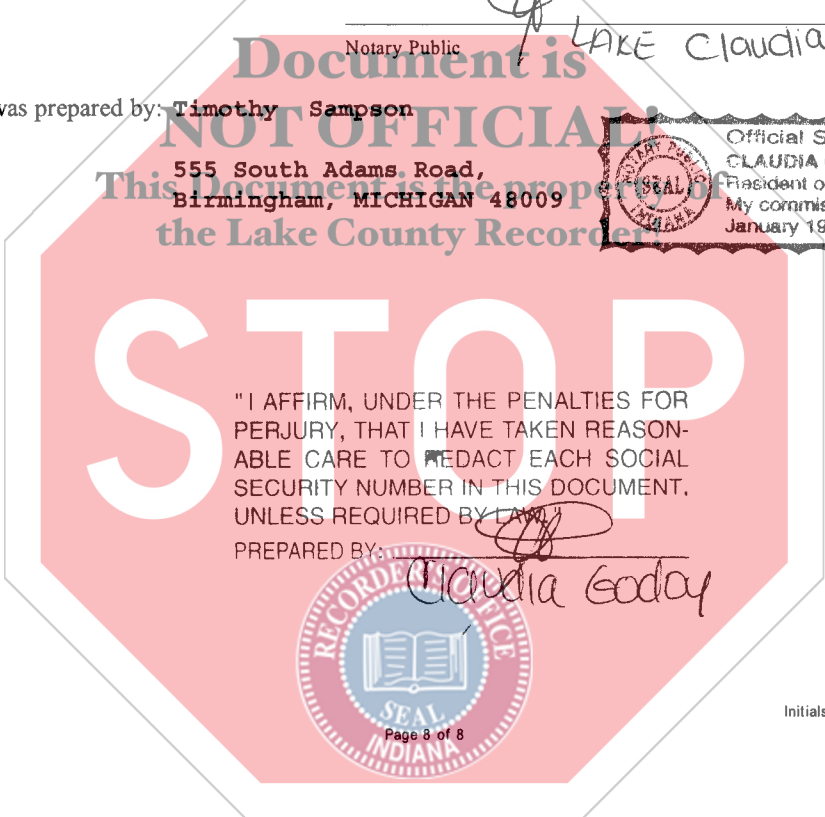 LAKE Claudia
Notary Public
Document is
was prepared by: Timothy Sampson
NOT OFFICIAL!
555 South Adams Road,
This Document is the property of
Birmingham, MICHIGAN 48009
the Lake County Recorder!
Official S
CLAUDIA
NOTARY PUBLIC
SEAL
INDIANA
Resident o
My commis
January 19
STOP
"I AFFIRM, UNDER THE PENALTIES FOR
PERJURY, THAT I HAVE TAKEN REASON-
ABLE CARE TO REDACT EACH SOCIAL
SECURITY NUMBER IN THIS DOCUMENT,
UNLESS REQUIRED BY LAW."
PREPARED BY:
Claudia Godoy
RECORDER'S OFFICE
SEAL
INDIANA
Initials
Page 8 of 8